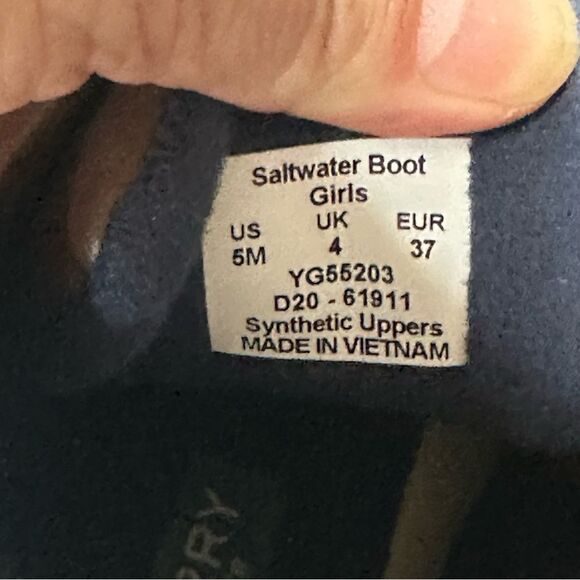 Saltwater Boot
Girls
US UK EUR
5M 4 37
YG55203
D20 - 61911
Synthetic Uppers
MADE IN VIETNAM